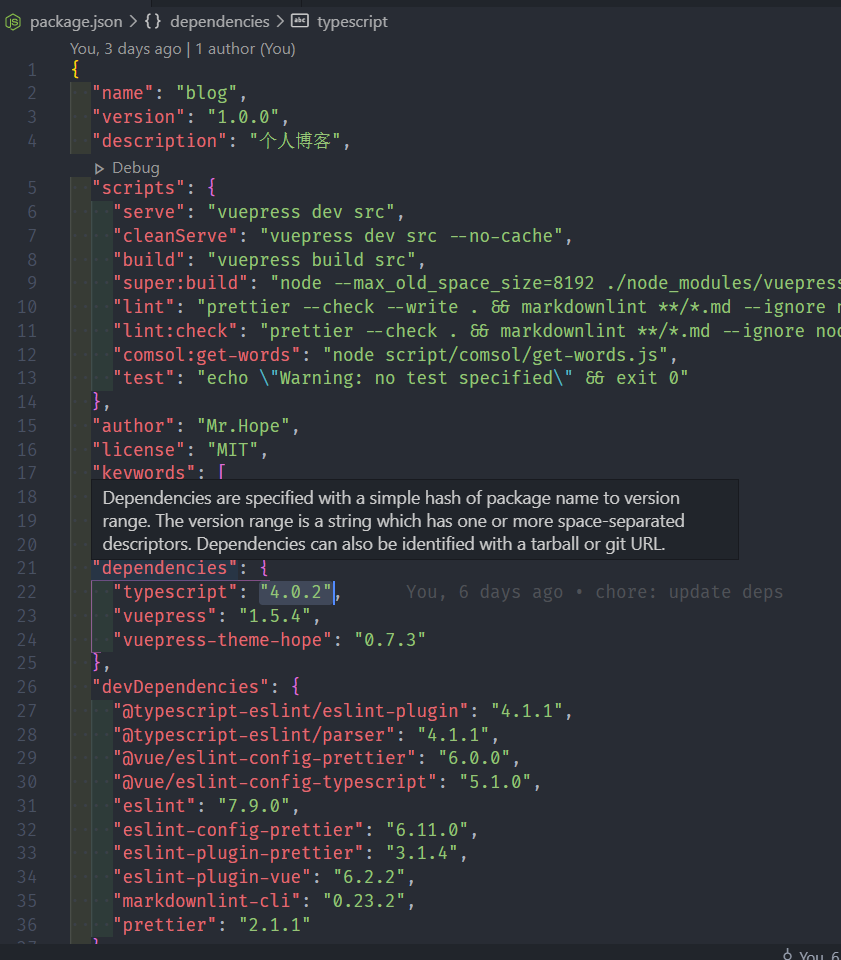 package.json > {} dependencies > abc typescript
You, 3 days ago | 1 author (You)
1 {
2 "name": "blog",
3 "version": "1.0.0",
4 "description": "个人博客",
Debug
5 "scripts": {
6 "serve": "vuepress dev src",
7 "cleanServe": "vuepress dev src --no-cache",
8 "build": "vuepress build src",
9 "super:build": "node --max_old_space_size=8192 ./node_modules/vuepress
10 "lint": "prettier --check --write . && markdownlint **/*.md --ignore n
11 "lint:check": "prettier --check . && markdownlint **/*.md --ignore nod
12 "comsol:get-words": "node script/comsol/get-words.js",
13 "test": "echo \"Warning: no test specified\" && exit 0"
14 },
15 "author": "Mr.Hope",
16 "license": "MIT",
17 "keywords": [
18
Dependencies are specified with a simple hash of package name to version
19
range. The version range is a string which has one or more space-separated
20
descriptors. Dependencies can also be identified with a tarball or git URL.
21 "dependencies": {
22 "typescript": "4.0.2", You, 6 days ago • chore: update deps
23 "vuepress": "1.5.4",
24 "vuepress-theme-hope": "0.7.3"
25 },
26 "devDependencies": {
27 "@typescript-eslint/eslint-plugin": "4.1.1",
28 "@typescript-eslint/parser": "4.1.1",
29 "@vue/eslint-config-prettier": "6.0.0",
30 "@vue/eslint-config-typescript": "5.1.0",
31 "eslint": "7.9.0",
32 "eslint-config-prettier": "6.11.0",
33 "eslint-plugin-prettier": "3.1.4",
34 "eslint-plugin-vue": "6.2.2",
35 "markdownlint-cli": "0.23.2",
36 "prettier": "2.1.1"
37 }
You, 6